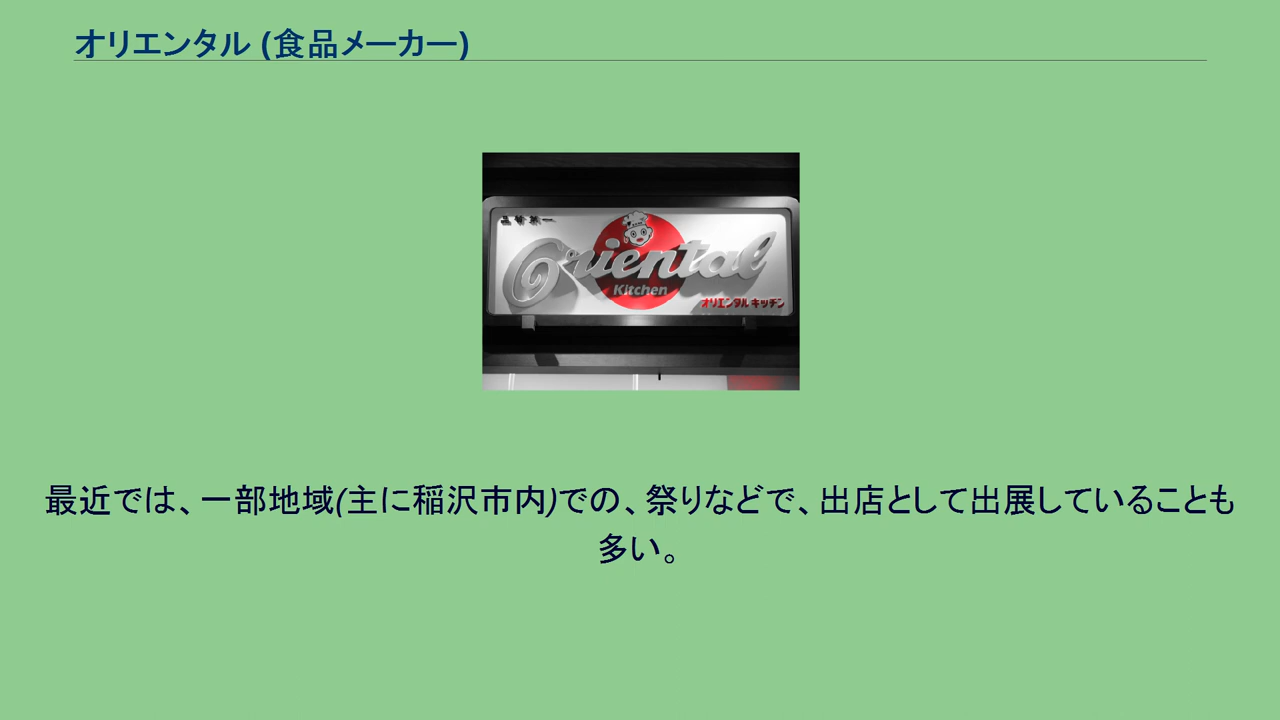 オリエンタル (食品メーカー)
品質第一
Oriental
Kitchen
オリエンタルキッチン
最近では、一部地域(主に稲沢市内)での、祭りなどで、出店として出展していることも
多い。